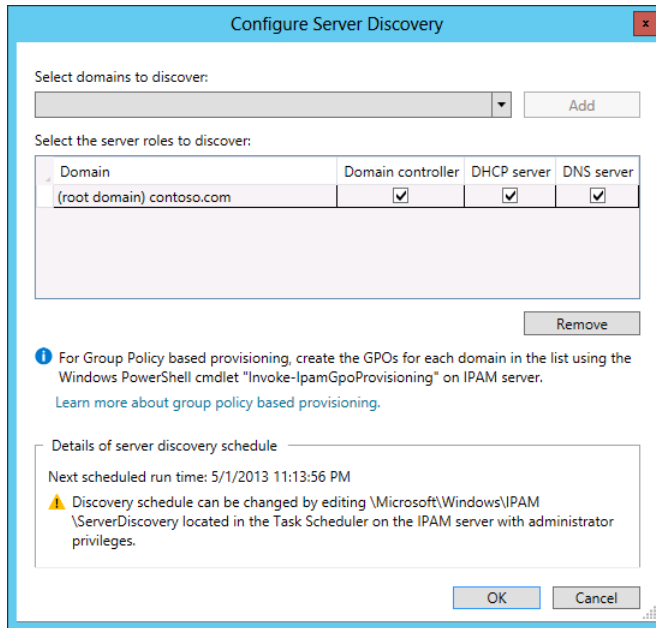 Configure Server Discovery
x
Select domains to discover:
Add
Select the server roles to discover:
Domain Domain controller DHCP server DNS server
(root domain) contoso.com
Remove
For Group Policy based provisioning, create the GPOs for each domain in the list using the
Windows PowerShell cmdlet "Invoke-IpamGpoProvisioning" on IPAM server.
Learn more about group policy based provisioning.
Details of server discovery schedule
Next scheduled run time: 5/1/2013 11:13:56 PM
Discovery schedule can be changed by editing \Microsoft\Windows\IPAM
\ServerDiscovery located in the Task Scheduler on the IPAM server with administrator
privileges.
OK Cancel